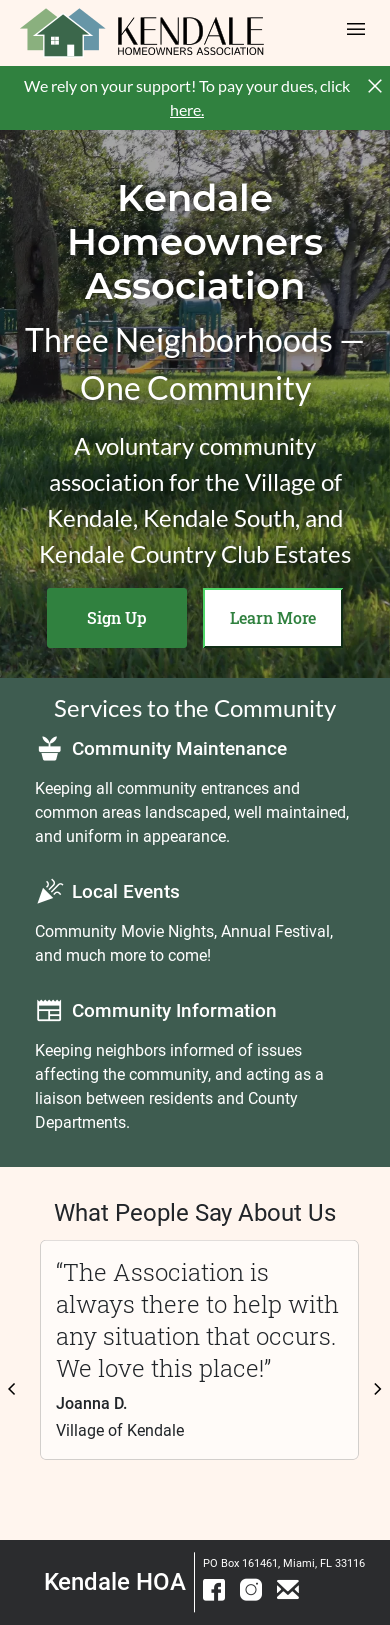 KENDALE
HOMEOWNERS ASSOCIATION
We rely on your support! To pay your dues, click
here.
Kendale
Homeowners
Association
Three Neighborhoods —
One Community
A voluntary community
association for the Village of
Kendale, Kendale South, and
Kendale Country Club Estates
Sign Up
Learn More
Services to the Community
Community Maintenance
Keeping all community entrances and
common areas landscaped, well maintained,
and uniform in appearance.
Local Events
Community Movie Nights, Annual Festival,
and much more to come!
Community Information
Keeping neighbors informed of issues
affecting the community, and acting as a
liaison between residents and County
Departments.
What People Say About Us
“The Association is
always there to help with
any situation that occurs.
We love this place!”
Joanna D.
Village of Kendale
Kendale HOA
PO Box 161461, Miami, FL 33116